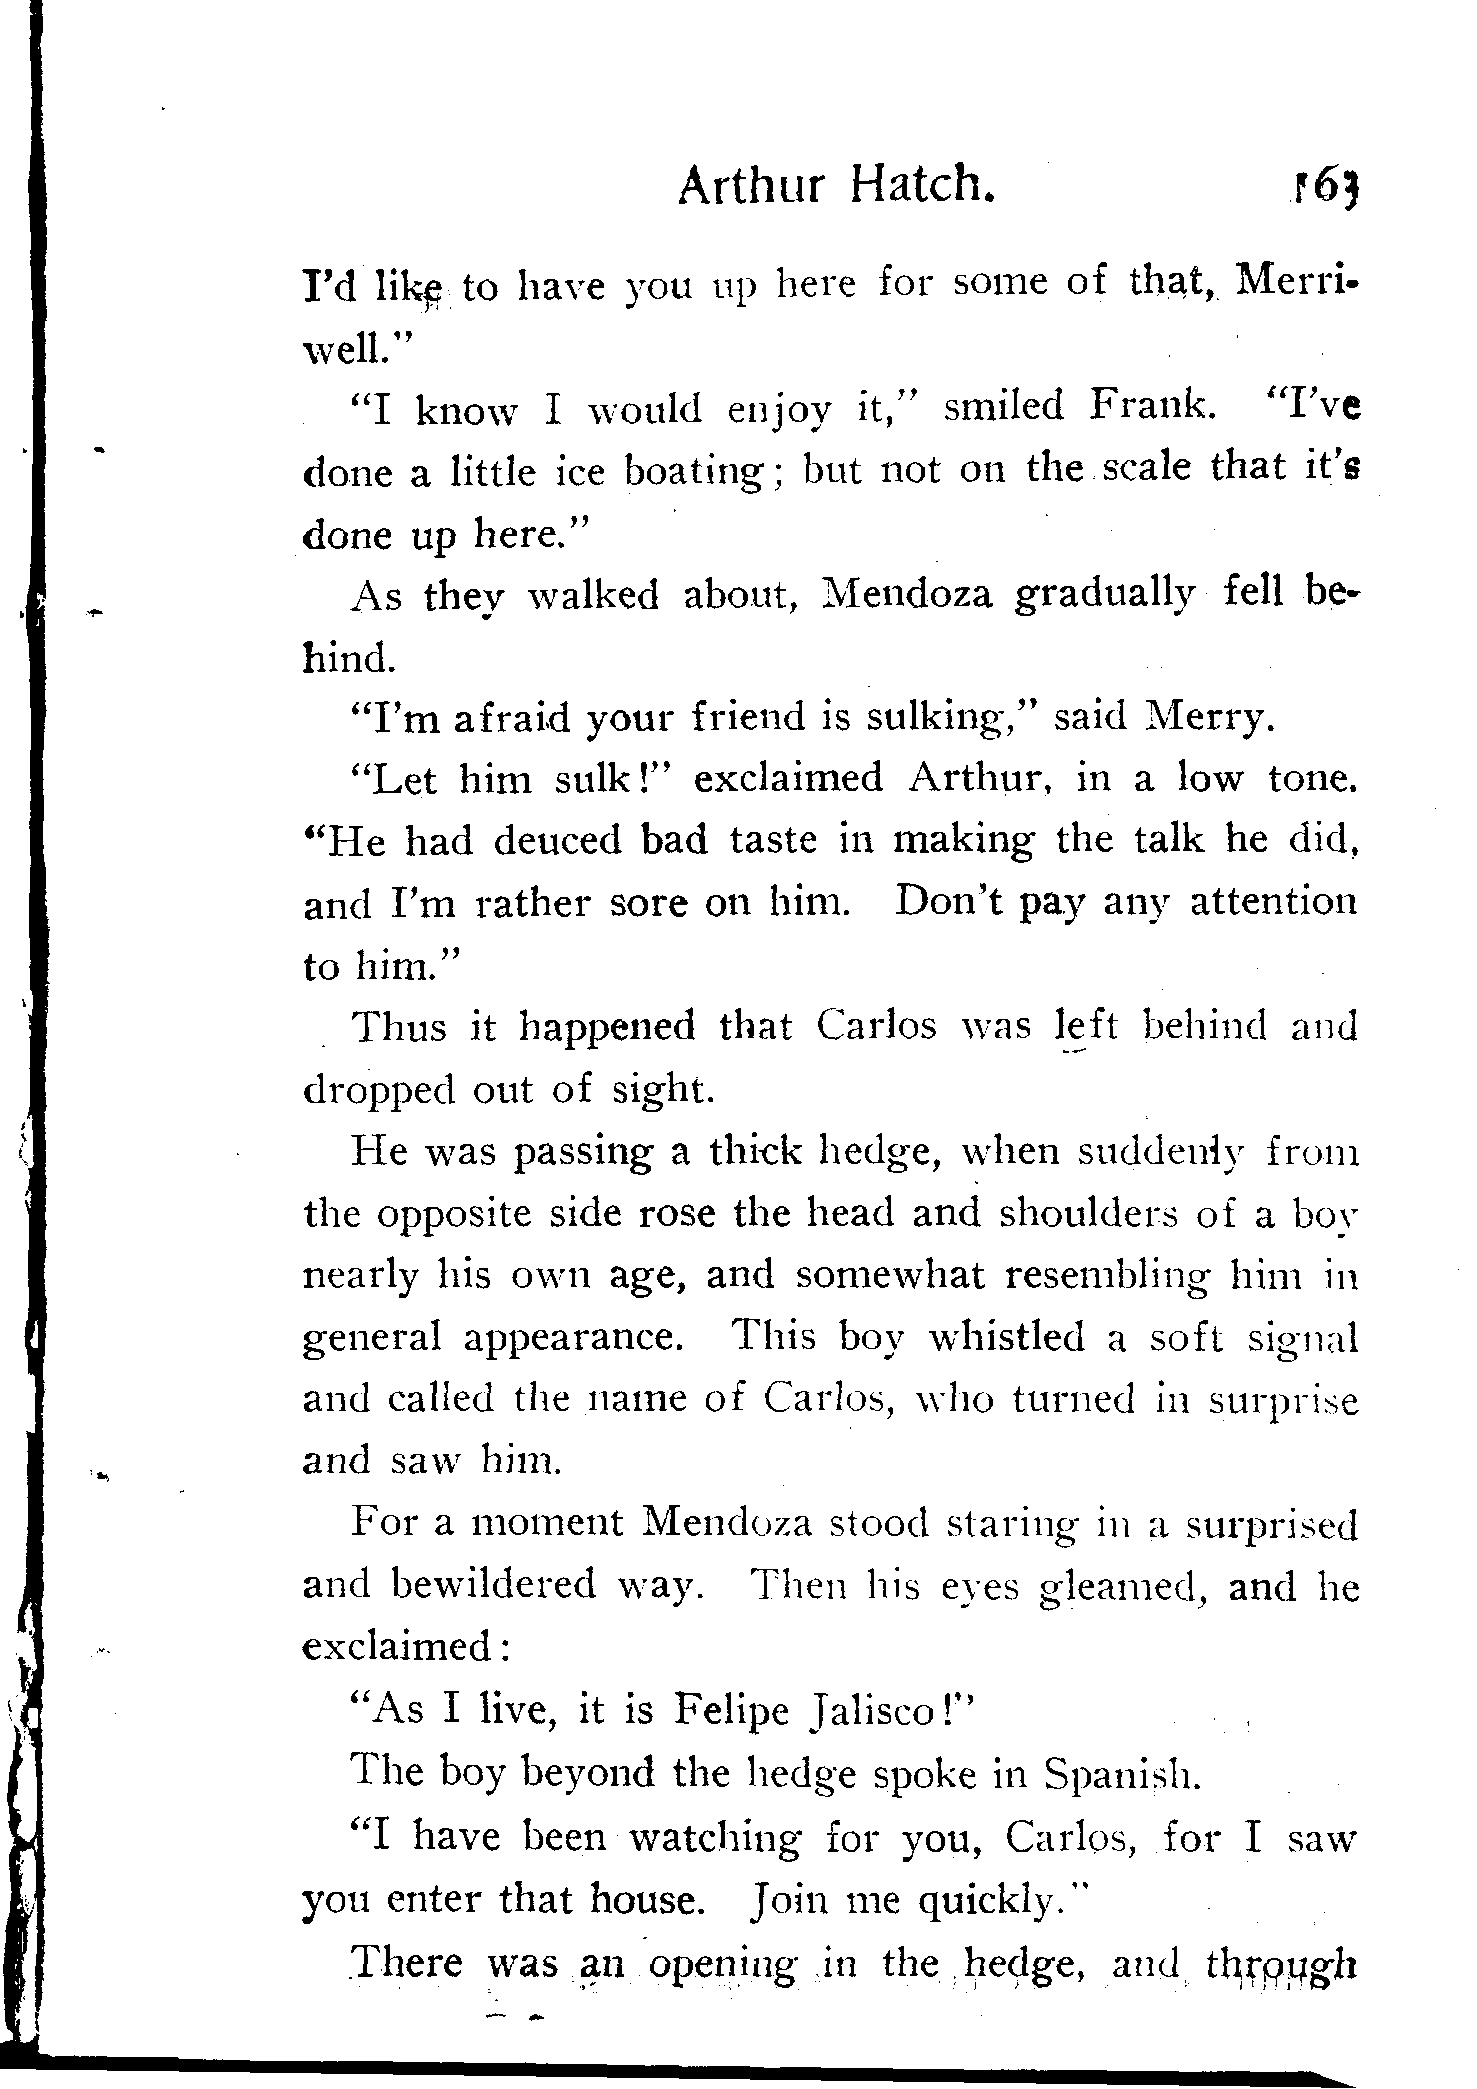 Arthur Hatch. 163
I'd like to have you up here for some of that, Merri-
well."
"I know I would enjoy it," smiled Frank. "I've
done a little ice boating; but not on the scale that it's
done up here."
As they walked about, Mendoza gradually fell be-
hind.
"I'm afraid your friend is sulking," said Merry.
"Let him sulk!" exclaimed Arthur, in a low tone.
"He had deuced bad taste in making the talk he did,
and I'm rather sore on him. Don't pay any attention
to him."
Thus it happened that Carlos was left behind and
dropped out of sight.
He was passing a thick hedge, when suddenly from
the opposite side rose the head and shoulders of a boy
nearly his own age, and somewhat resembling him in
general appearance. This boy whistled a soft signal
and called the name of Carlos, who turned in surprise
and saw him.
For a moment Mendoza stood staring in a surprised
and bewildered way. Then his eyes gleamed, and he
exclaimed:
"As I live, it is Felipe Jalisco!"
The boy beyond the hedge spoke in Spanish.
"I have been watching for you, Carlos, for I saw
you enter that house. Join me quickly."
There was an opening in the hedge, and through